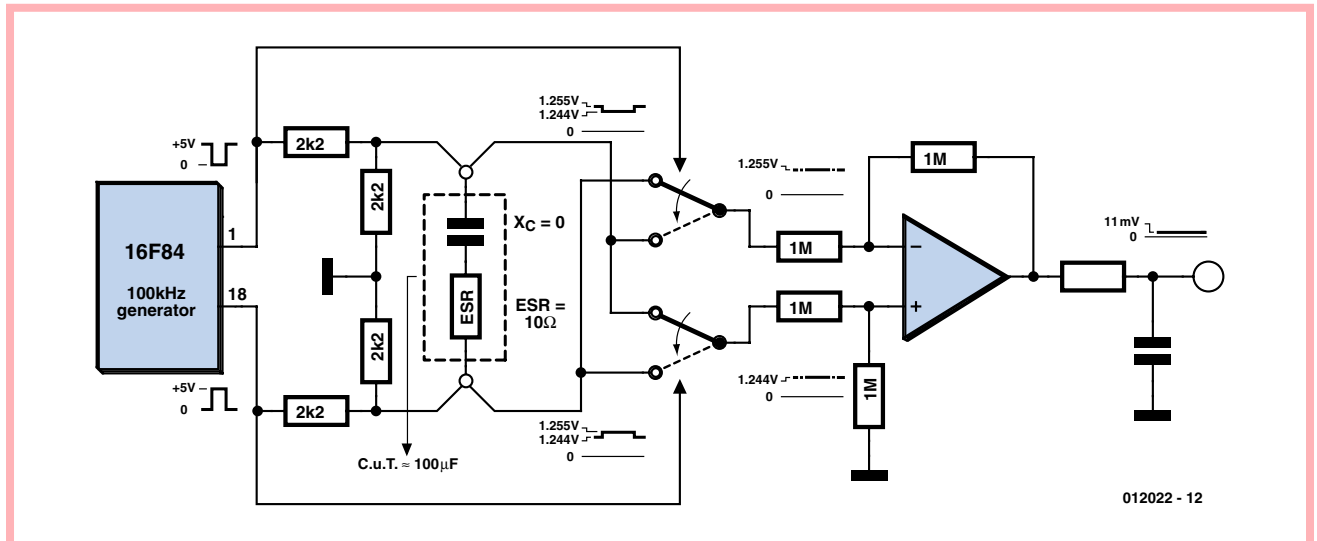 +5V
0
2k2
2k2
1.255V
1.244V
0
16F84
100kHz
generator
1
18
XC = 0
ESR
ESR =
10Ω
2k2
2k2
+5V
0
C.u.T. ≈ 100µF
1.255V
1.244V
0
1.255V
0
1M
1M
1M
1.244V
0
1M
−
+
11mV
0
012022 - 12